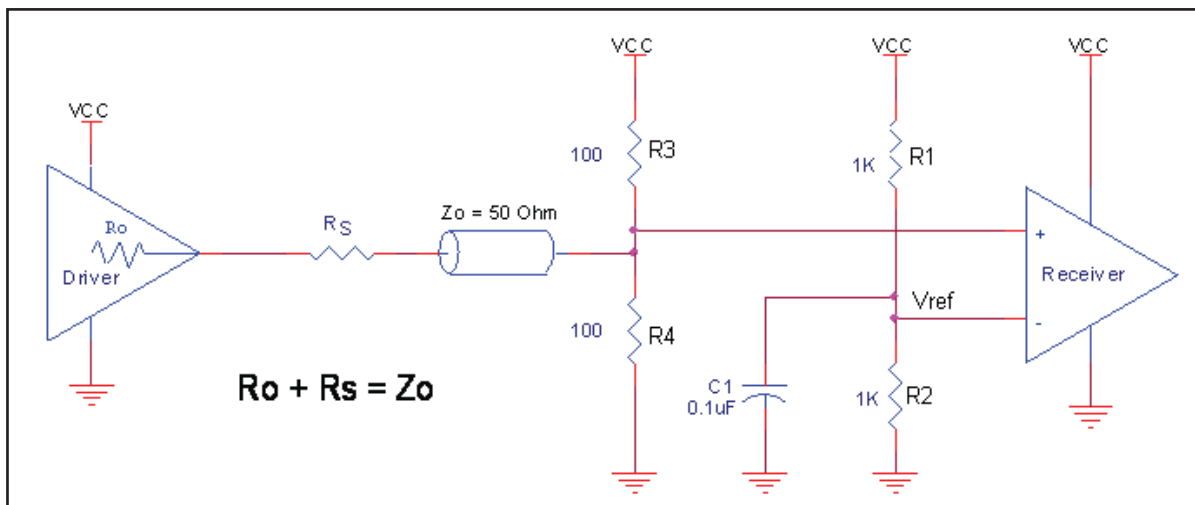 VCC
VCC
VCC
VCC
R3
100
R1
1K
Zo = 50 Ohm
RS
Ro
Driver
+
Receiver
Vref
-
100
R4
C1
0.1uF
1K
R2
Ro + Rs = Zo